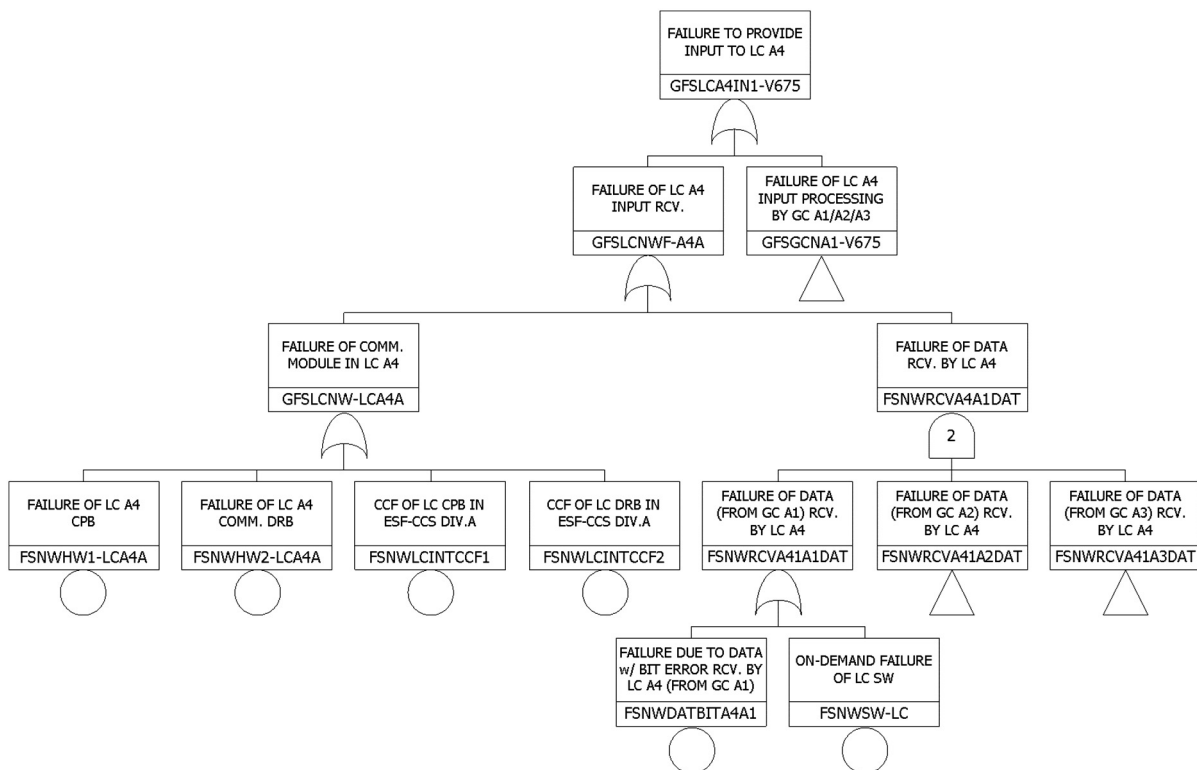 FAILURE TO PROVIDE
INPUT TO LC A4
GFSLCA4IN1-V675
FAILURE OF LC A4
INPUT RCV.
GFSLCNWF-A4A
FAILURE OF LC A4
INPUT PROCESSING
BY GC A1/A2/A3
GFSGCNA1-V675
FAILURE OF COMM.
MODULE IN LC A4
GFSLCNW-LCA4A
FAILURE OF DATA
RCV. BY LC A4
FSNWRCVA4A1DAT
2
FAILURE OF LC A4
CPB
FSNWHW1-LCA4A
FAILURE OF LC A4
COMM. DRB
FSNWHW2-LCA4A
CCF OF LC CPB IN
ESF-CCS DIV.A
FSNWLCINTCCF1
CCF OF LC DRB IN
ESF-CCS DIV.A
FSNWLCINTCCF2
FAILURE OF DATA
(FROM GC A1) RCV.
BY LC A4
FSNWRCVA41A1DAT
FAILURE OF DATA
(FROM GC A2) RCV.
BY LC A4
FSNWRCVA41A2DAT
FAILURE OF DATA
(FROM GC A3) RCV.
BY LC A4
FSNWRCVA41A3DAT
FAILURE DUE TO DATA
w/ BIT ERROR RCV. BY
LC A4 (FROM GC A1)
FSNWDATBITA4A1
ON-DEMAND FAILURE
OF LC SW
FSNWSW-LC